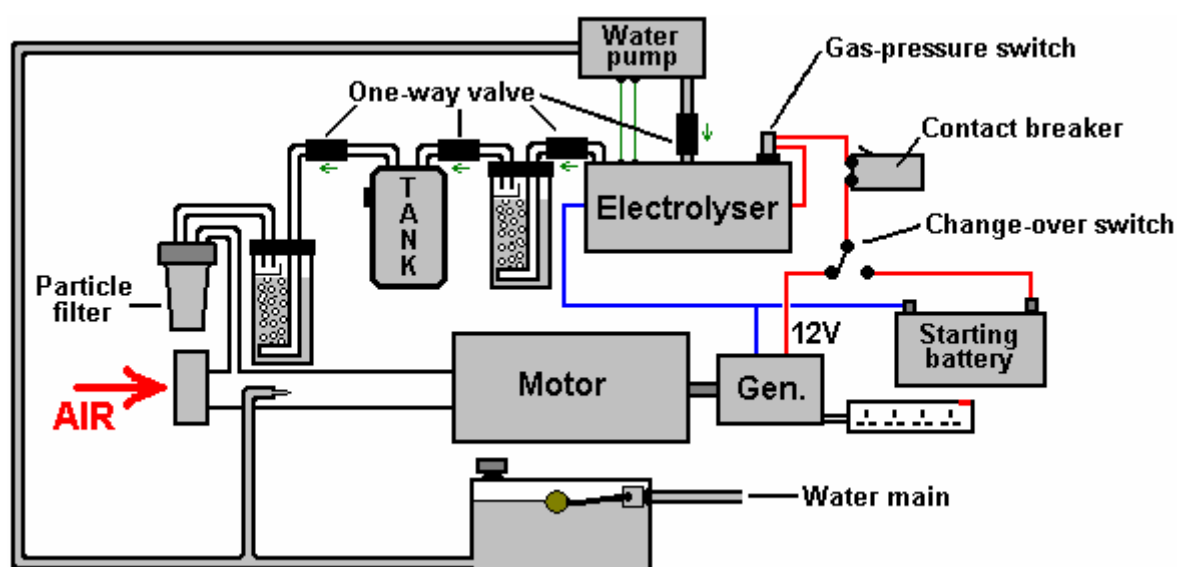 Water
pump
Gas-pressure switch
One-way valve
Contact breaker
TANK
Electrolyser
Change-over switch
Particle
filter
12V
Starting
battery
Motor
Gen.
AIR
Water main